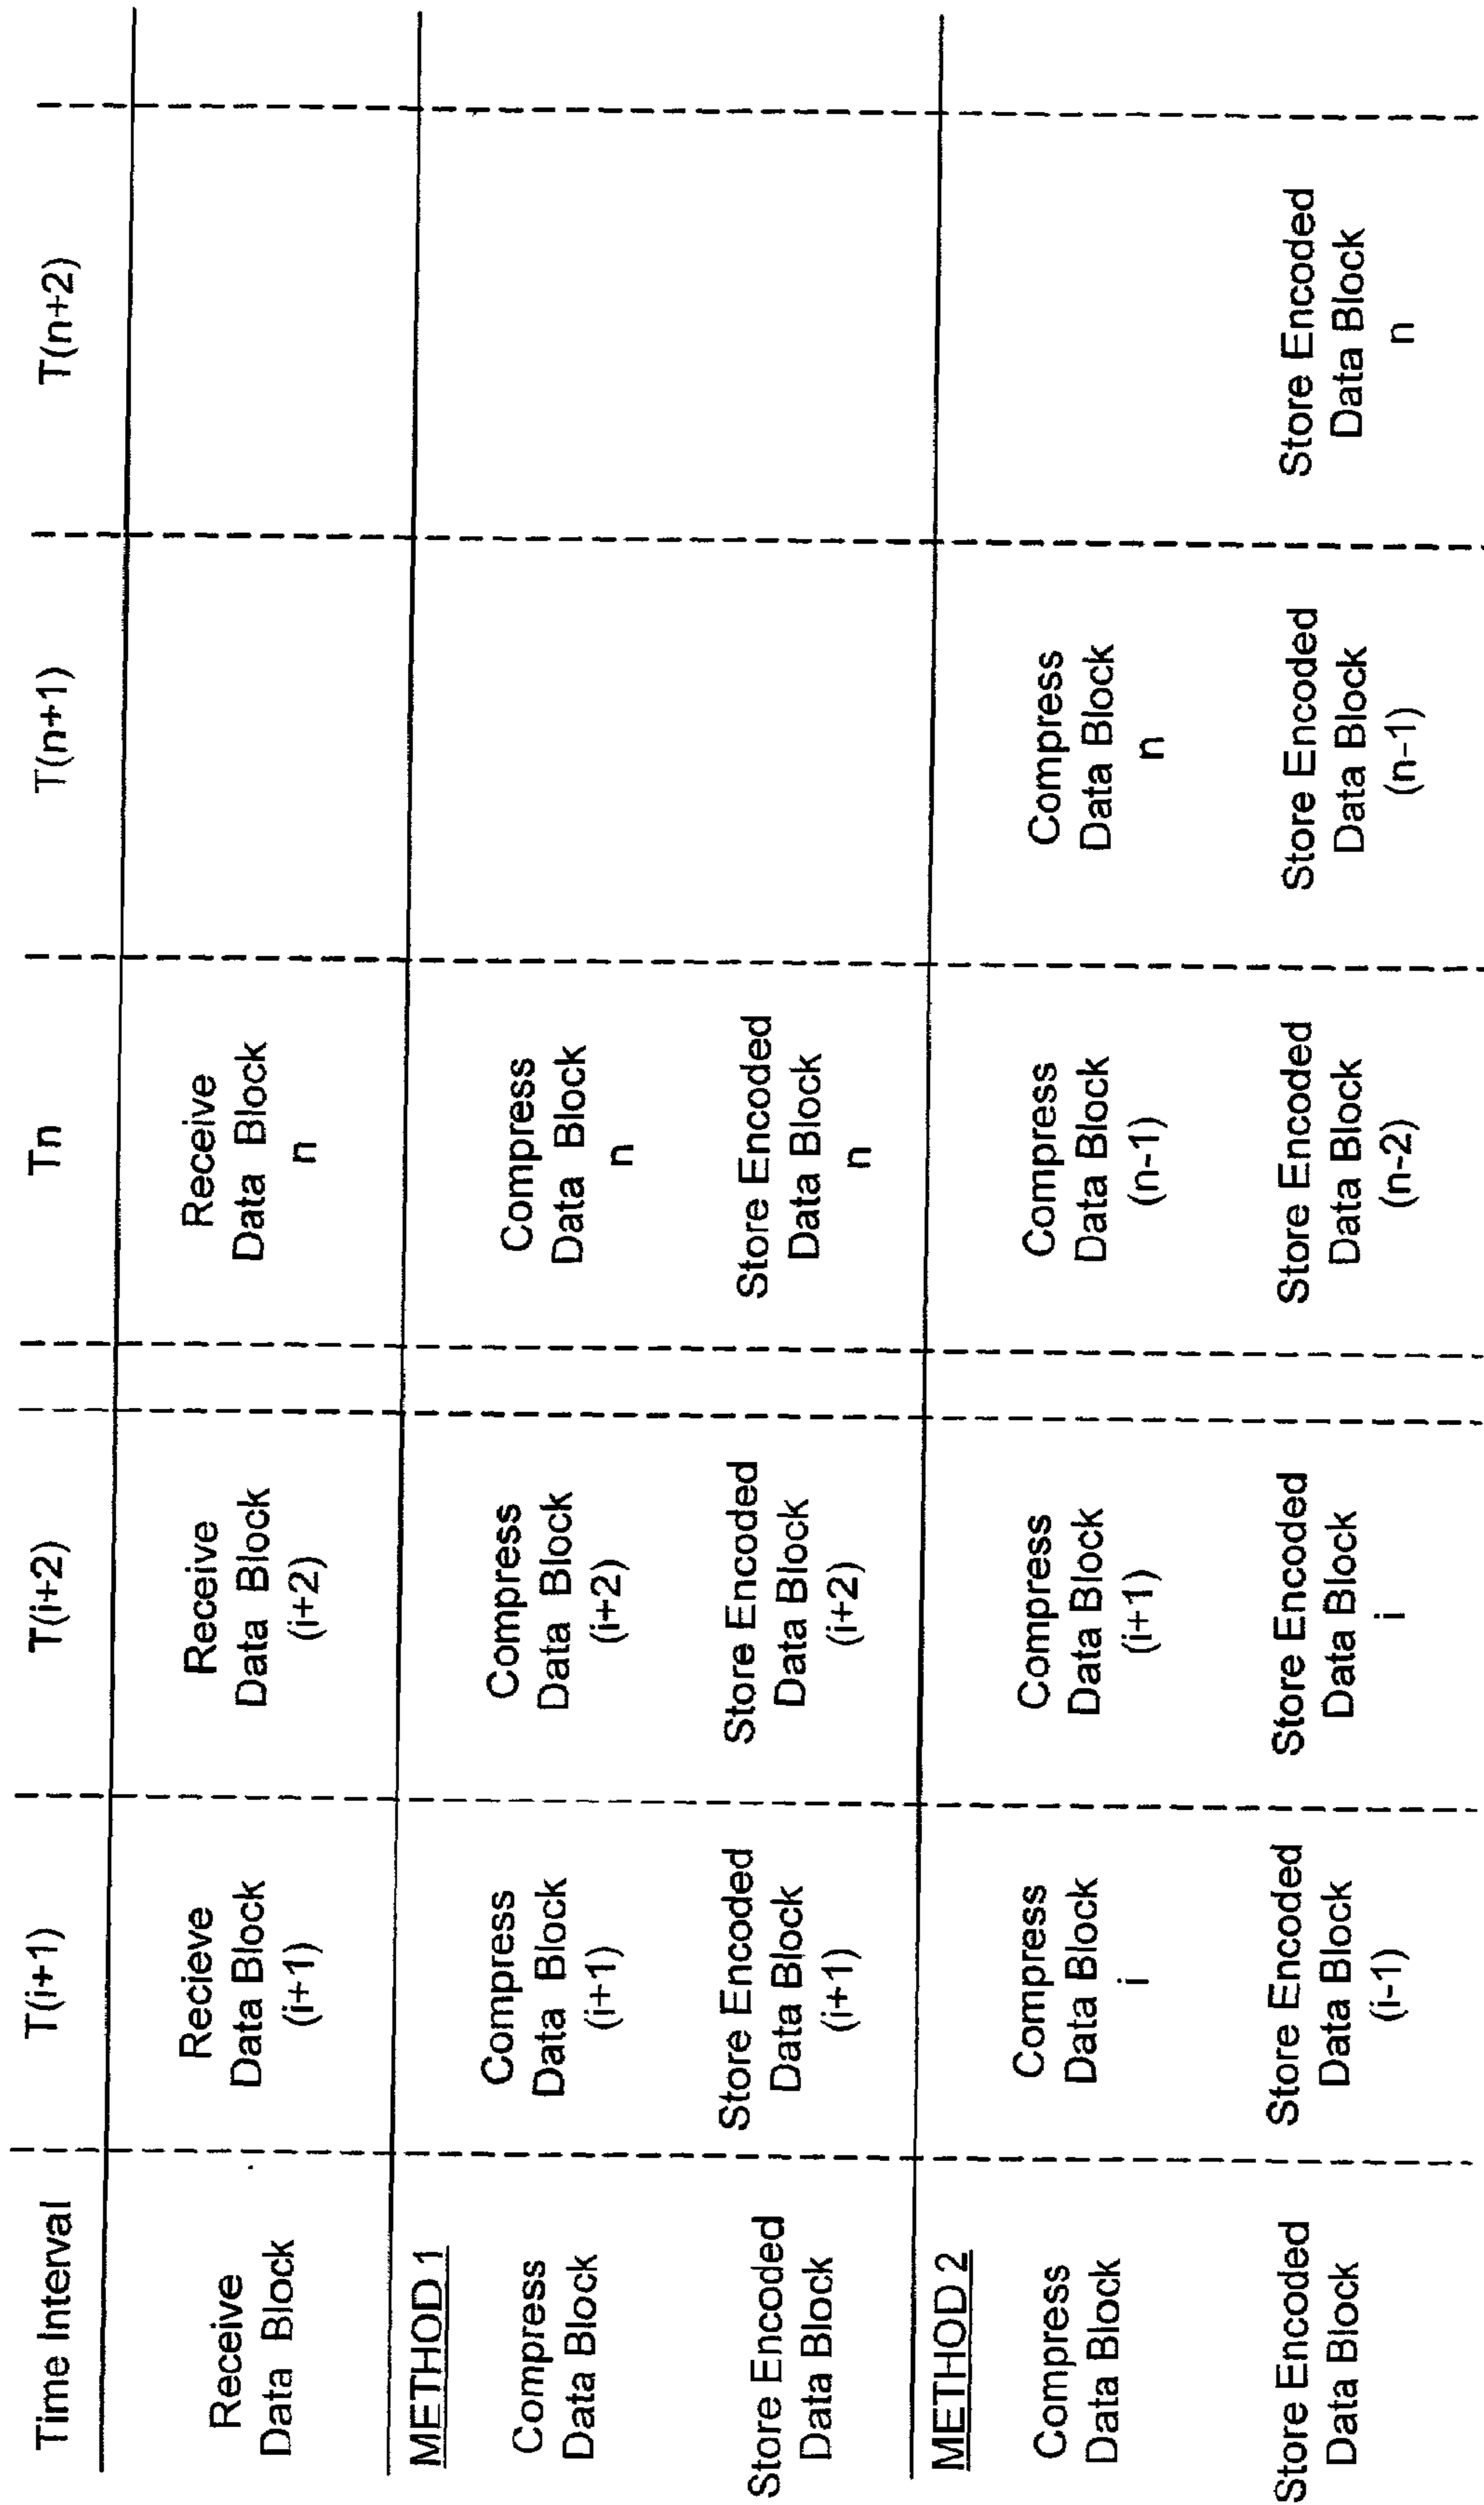 Time Interval
T(i+1)
T(i+2)
Tn
T(n+1)
T(n+2)
Receive
Data Block
Recieve
Data Block
(i+1)
Receive
Data Block
(i+2)
Receive
Data Block
n
METHOD 1
Compress
Data Block
Compress
Data Block
(i+1)
Compress
Data Block
(i+2)
Compress
Data Block
n
Store Encoded
Data Block
Store Encoded
Data Block
(i+1)
Store Encoded
Data Block
(i+2)
Store Encoded
Data Block
n
METHOD 2
Compress
Data Block
Compress
Data Block
i
Compress
Data Block
(i+1)
Compress
Data Block
(n-1)
Compress
Data Block
n
Store Encoded
Data Block
Store Encoded
Data Block
(i-1)
Store Encoded
Data Block
i
Store Encoded
Data Block
(n-2)
Store Encoded
Data Block
(n-1)
Store Encoded
Data Block
n